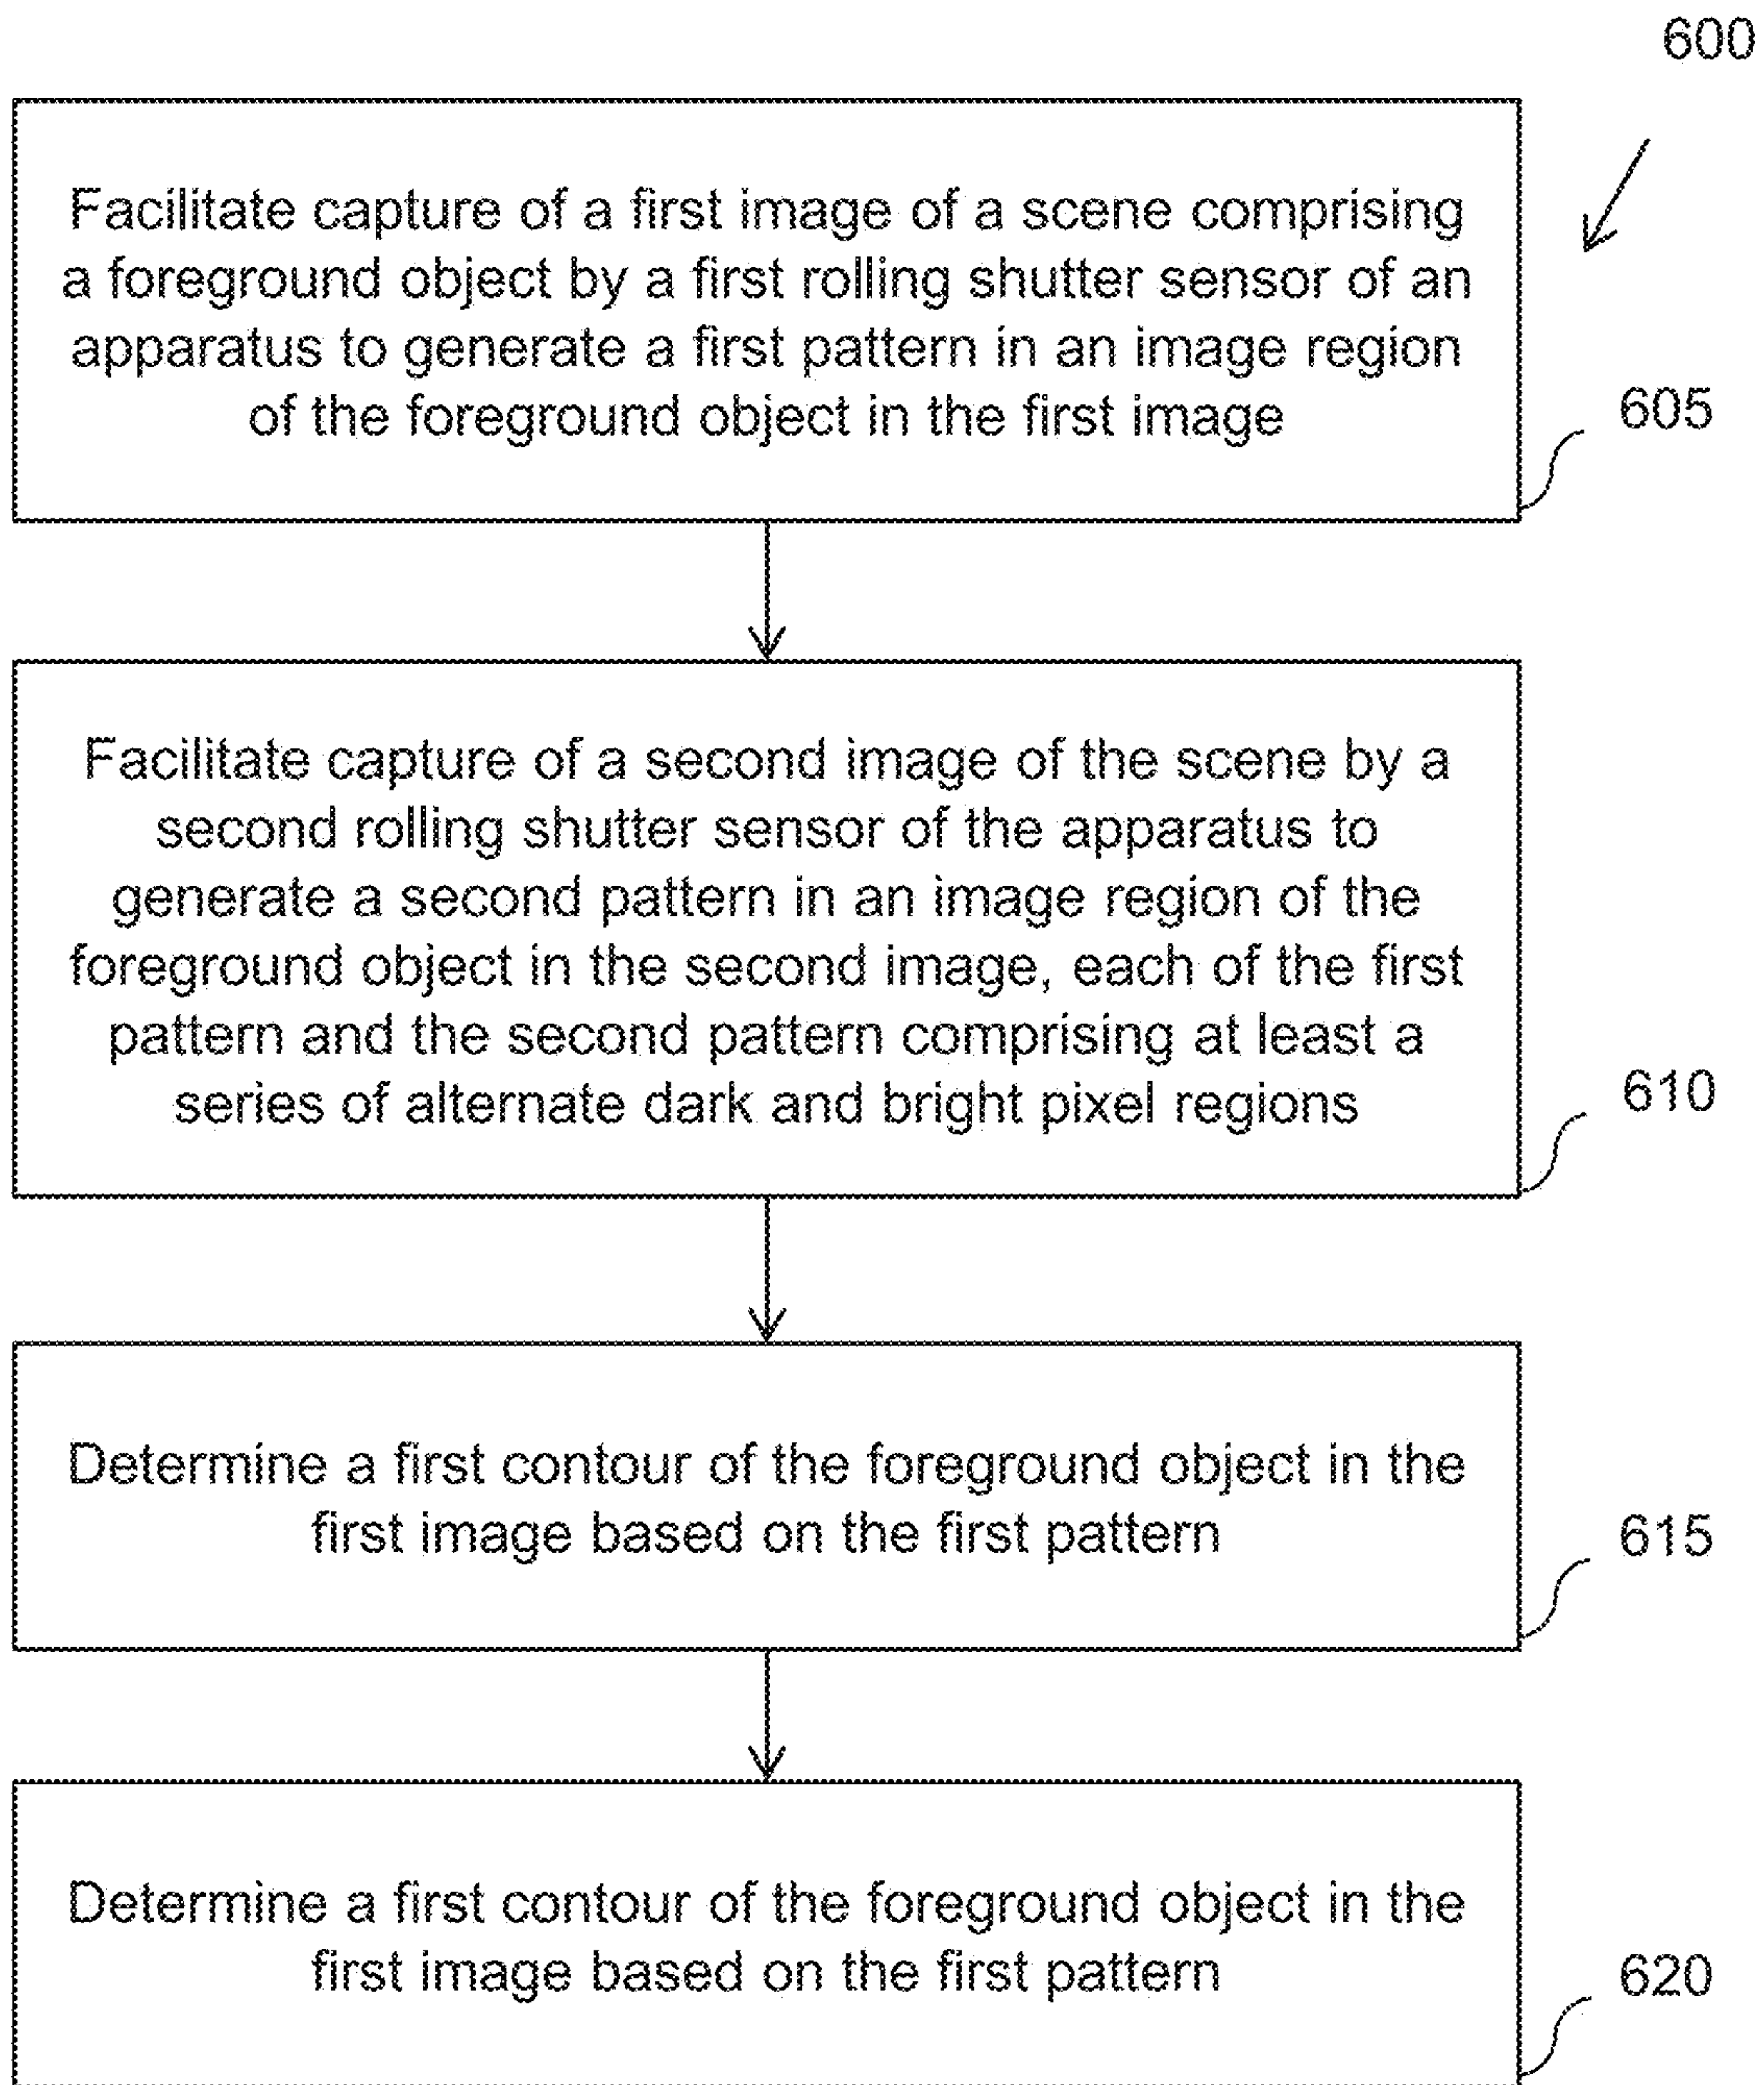 600
Facilitate capture of a first image of a scene comprising
a foreground object by a first rolling shutter sensor of an
apparatus to generate a first pattern in an image region
of the foreground object in the first image
605
Facilitate capture of a second image of the scene by a
second rolling shutter sensor of the apparatus to
generate a second pattern in an image region of the
foreground object in the second image, each of the first
pattern and the second pattern comprising at least a
series of alternate dark and bright pixel regions
610
Determine a first contour of the foreground object in the
first image based on the first pattern
615
Determine a first contour of the foreground object in the
first image based on the first pattern
620